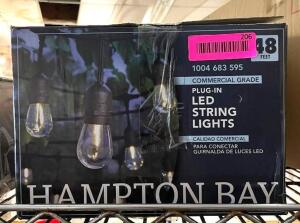 206
48
FEET
1004 683 595
COMMERCIAL GRADE
PLUG-IN
LED
STRING
LIGHTS
CALIDAD COMERCIAL
PARA CONECTAR
GUIRNALDA DE LUCES LED
HAMPTON BAY